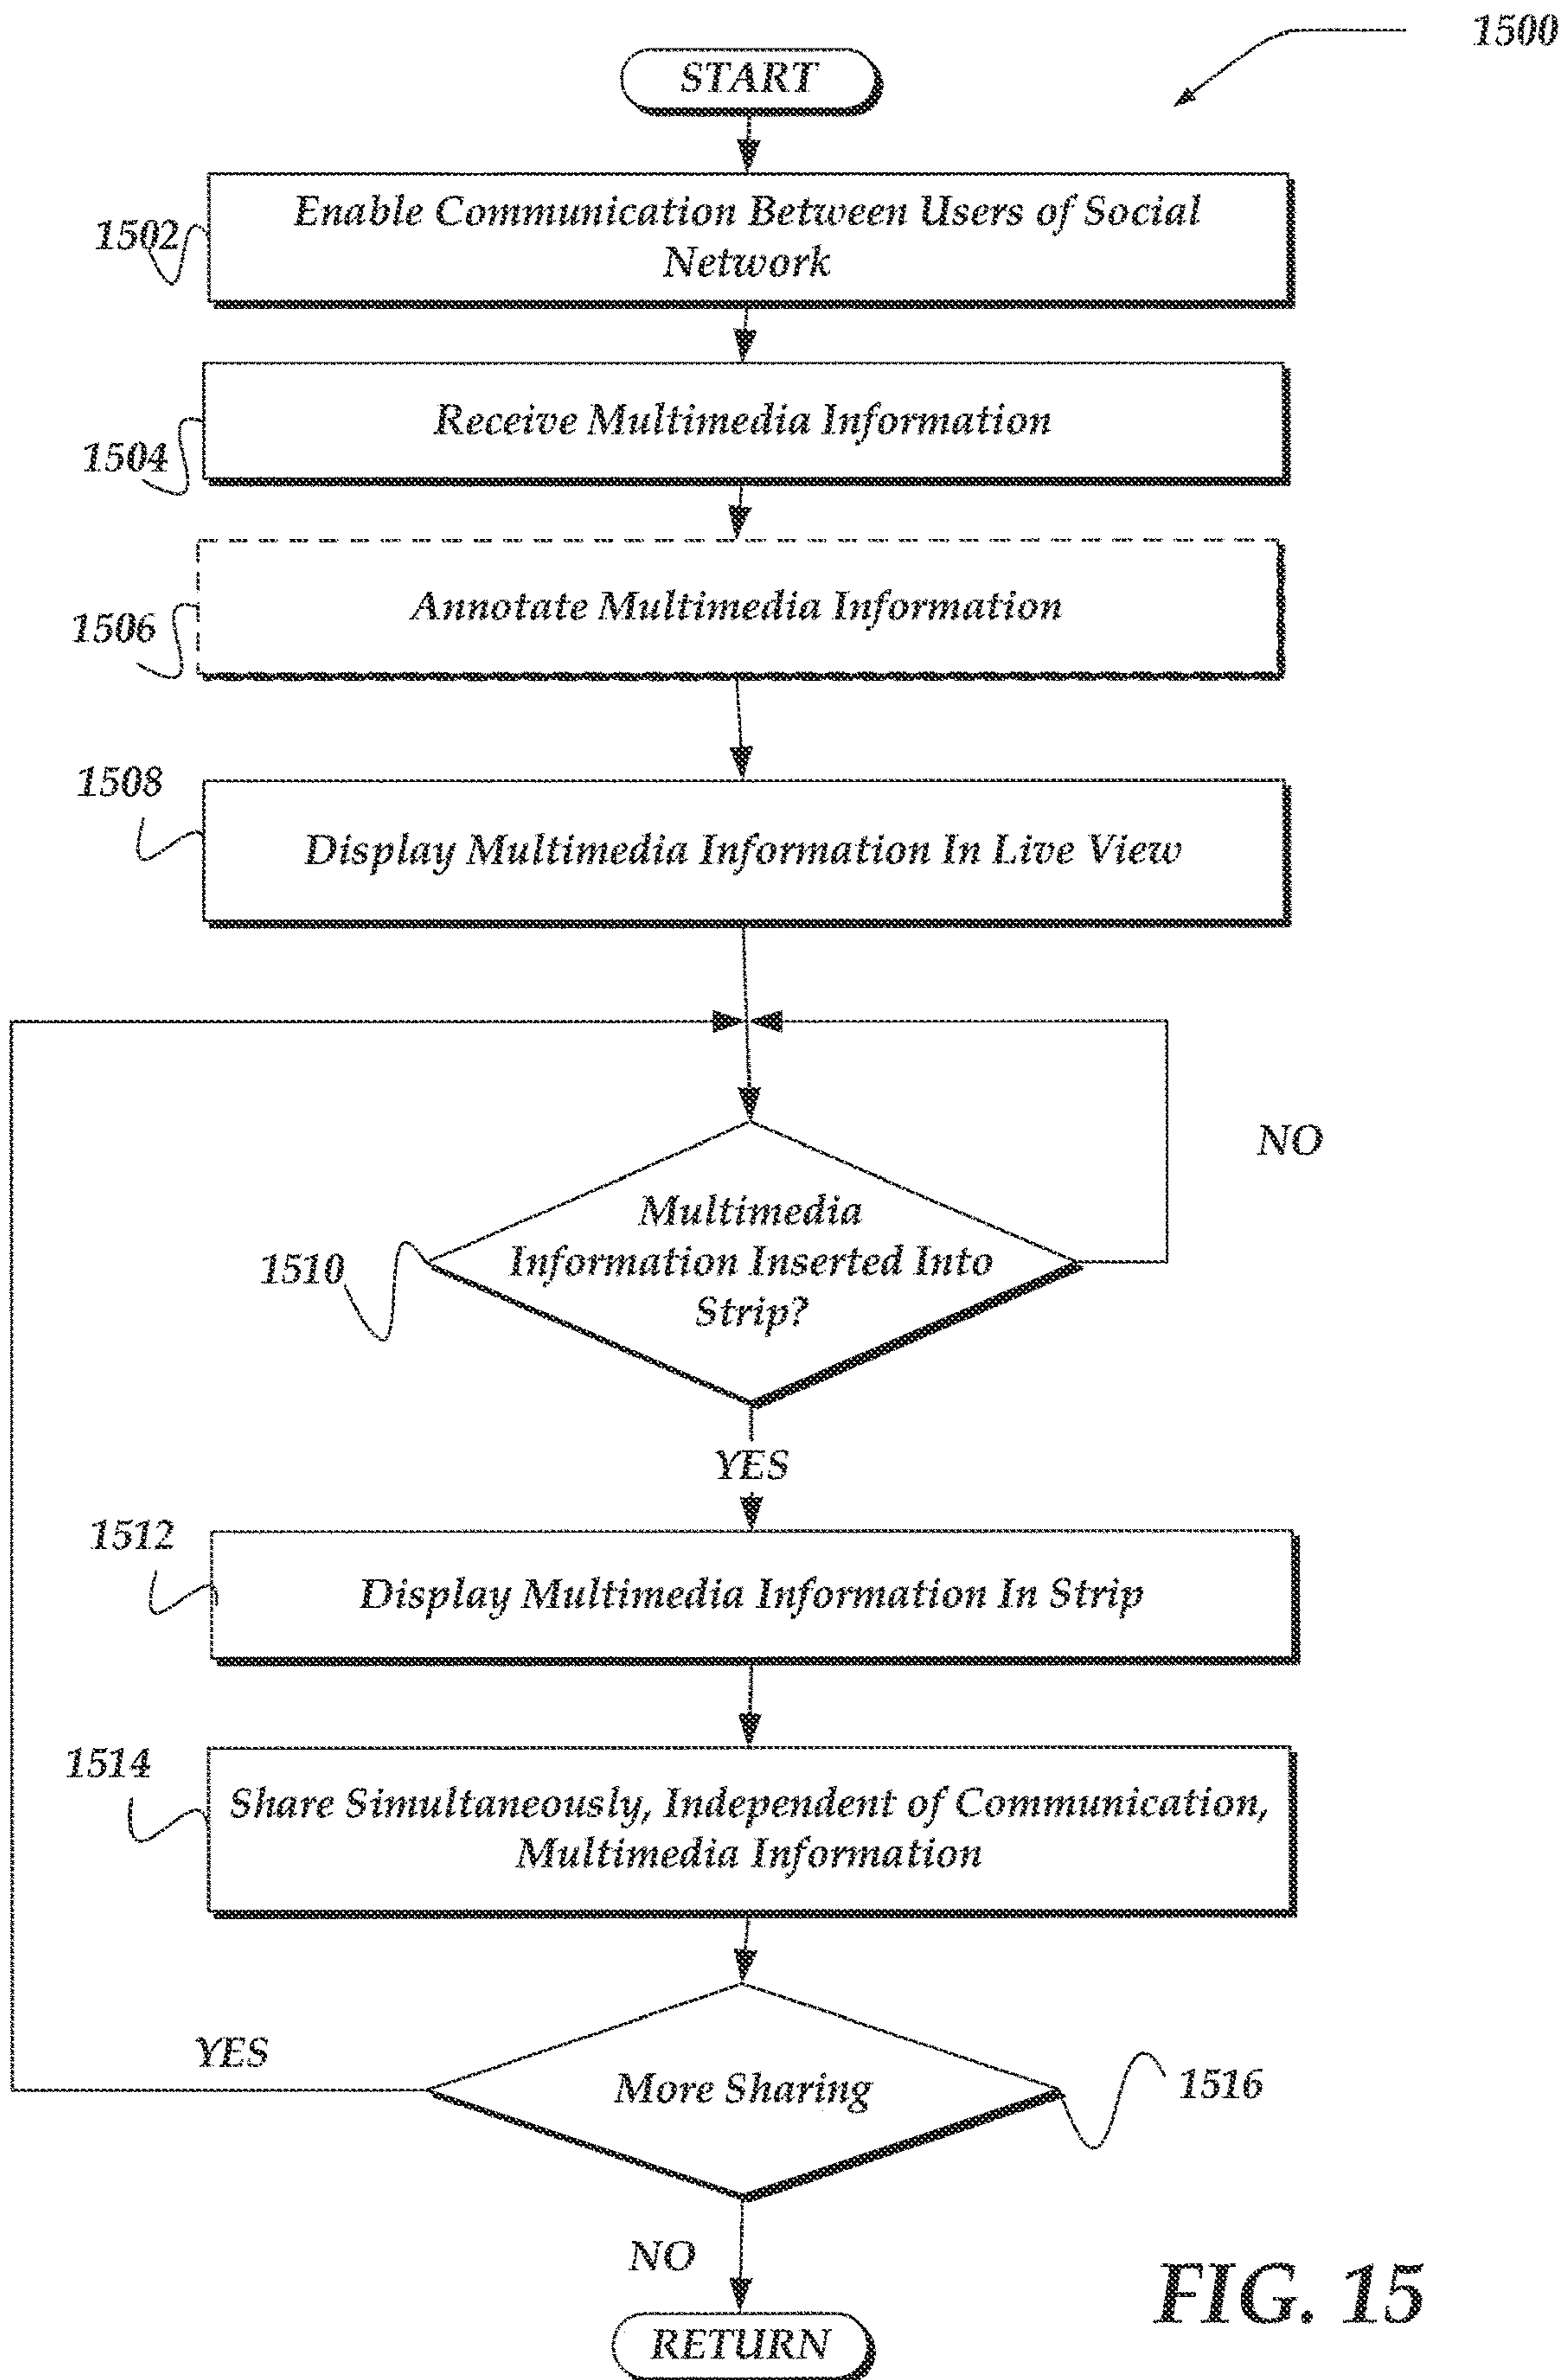 1500
START
1502
Enable Communication Between Users of Social
Network
1504
Receive Multimedia Information
1506
Annotate Multimedia Information
1508
Display Multimedia Information In Live View
NO
1510
Multimedia
Information Inserted Into
Strip?
YES
1512
Display Multimedia Information In Strip
1514
Share Simultaneously, Independent of Communication,
Multimedia Information
YES
More Sharing
1516
NO
RETURN
FIG. 15